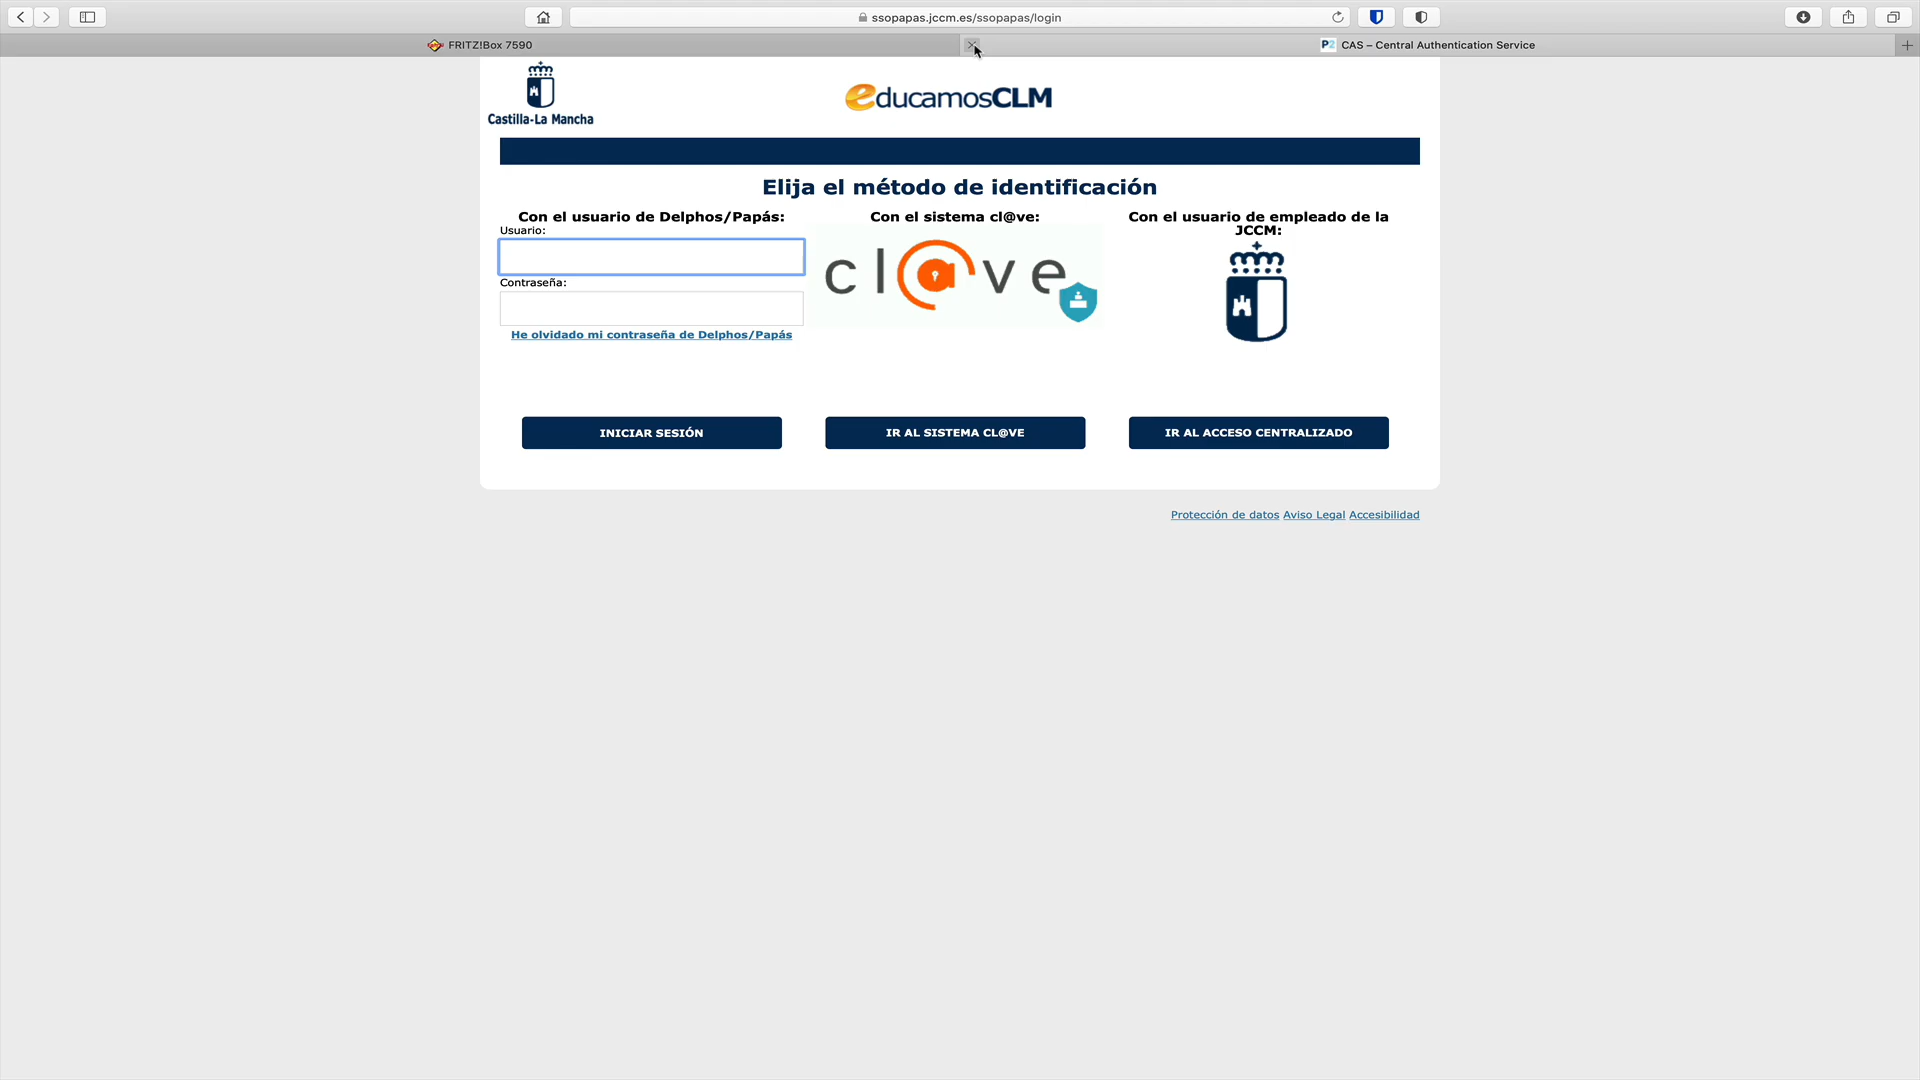 ssopapas.jccm.es/ssopapas/login
FRITZ!Box 7590
P2 CAS – Central Authentication Service
Castilla-La Mancha
educamosCLM
Elija el método de identificación
Con el usuario de Delphos/Papás:
Usuario:
Contraseña:
He olvidado mi contraseña de Delphos/Papás
INICIAR SESIÓN
Con el sistema cl@ve:
cl@ve
IR AL SISTEMA CL@VE
Con el usuario de empleado de la
JCCM:
IR AL ACCESO CENTRALIZADO
Protección de datos Aviso Legal Accesibilidad